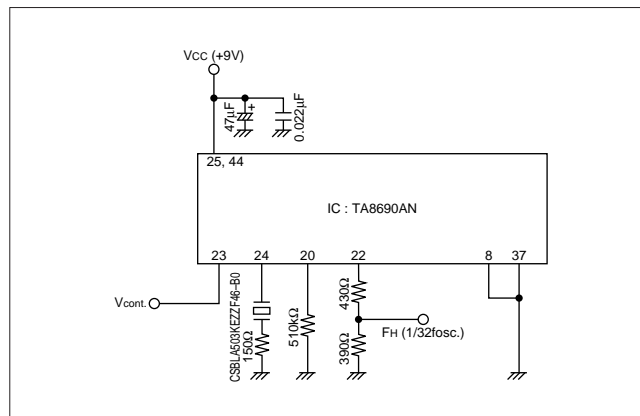 VCC (+9V)
47μF
+
0.022μF
25, 44
IC : TA8690AN
23
24
20
22
8
37
Vcont.
CSBLA503KEZZF46-B0
150Ω
510kΩ
430Ω
390Ω
FH (1/32fosc.)